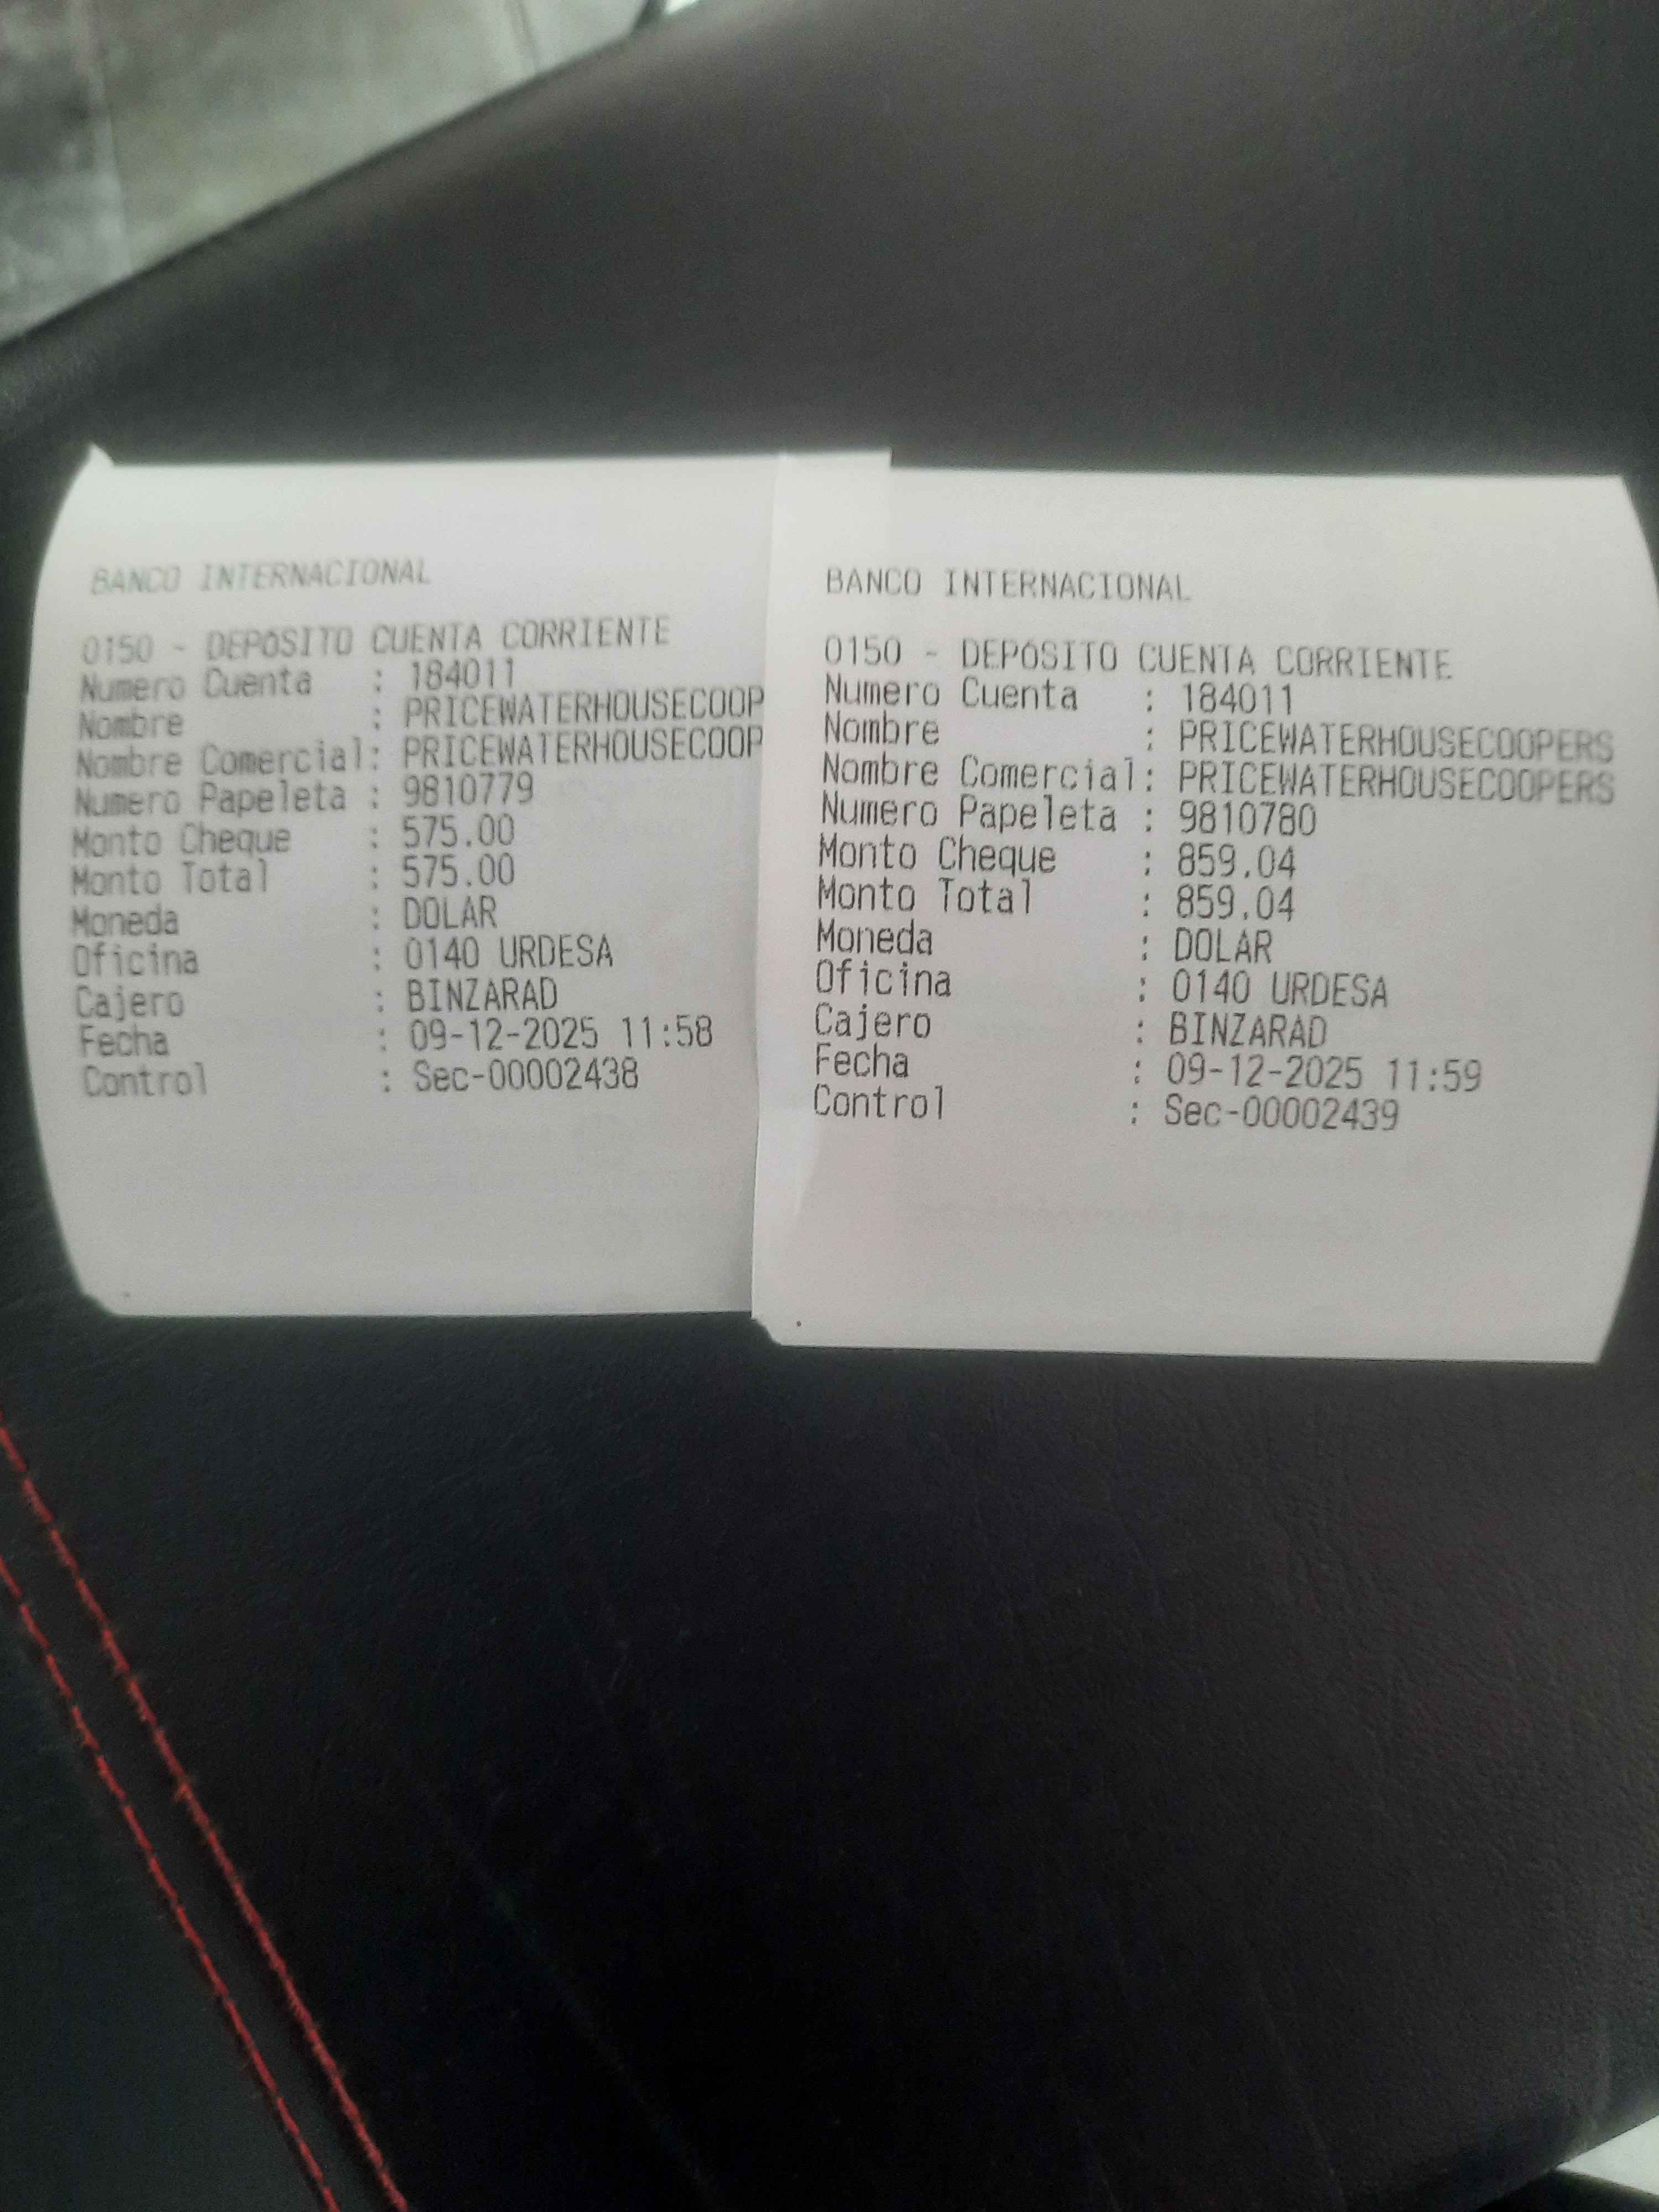 BANCO INTERNACIONAL
0150 - DEPÓSITO CUENTA CORRIENTE
Numero Cuenta : 184011
Nombre : PRICEWATERHOUSECOOP
Nombre Comercial: PRICEWATERHOUSECOOP
Numero Papeleta : 9810779
Monto Cheque : 575.00
Monto Total : 575.00
Moneda : DOLAR
Oficina : 0140 URDESA
Cajero : BINZARAD
Fecha : 09-12-2025 11:58
Control : Sec-00002438
BANCO INTERNACIONAL
0150 - DEPÓSITO CUENTA CORRIENTE
Numero Cuenta : 184011
Nombre : PRICEWATERHOUSECOOPERS
Nombre Comercial: PRICEWATERHOUSECOOPERS
Numero Papeleta : 9810780
Monto Cheque : 859.04
Monto Total : 859.04
Moneda : DOLAR
Oficina : 0140 URDESA
Cajero : BINZARAD
Fecha : 09-12-2025 11:59
Control : Sec-00002439